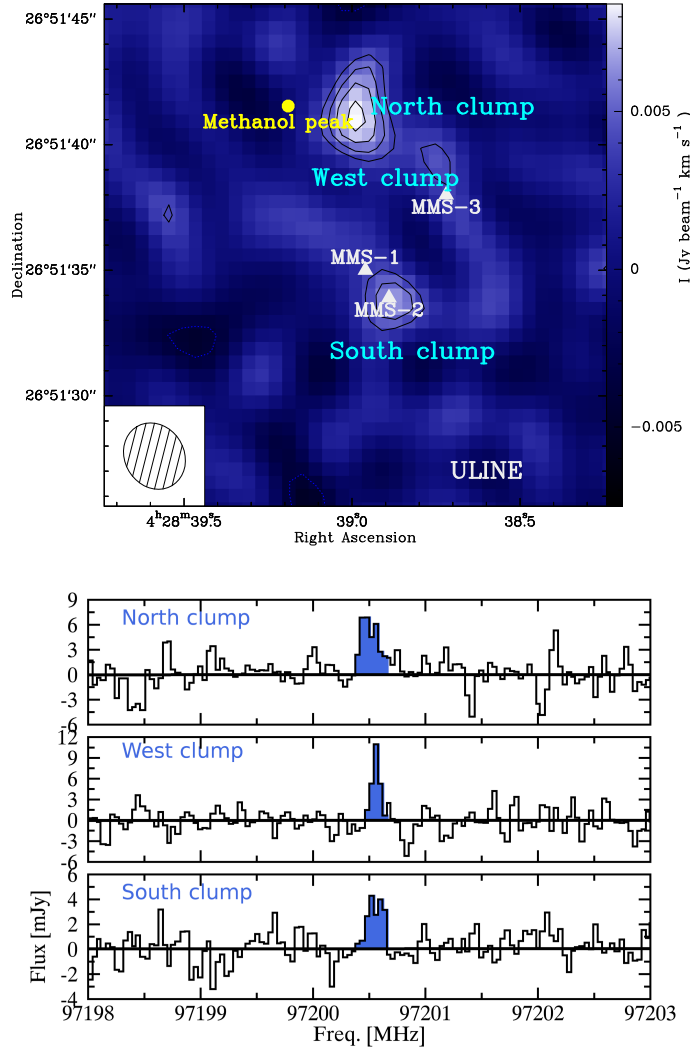 26°51'45"
North clump
Methanol peak
0.005
26°51'40"
West clump
MMS-3
Declination
I (Jy beam⁻¹ km s⁻¹ )
MMS-1
26°51'35"
0
MMS-2
South clump
26°51'30"
−0.005
ULINE
4ʰ28ᵐ39ˢ.5
39ˢ.0
38ˢ.5
Right Ascension
9
North clump
6
3
0
-3
-6
12
West clump
9
6
3
0
-3
-6
6
South clump
4
2
0
-2
-4
Flux [mJy]
97198
97199
97200
97201
97202
97203
Freq. [MHz]